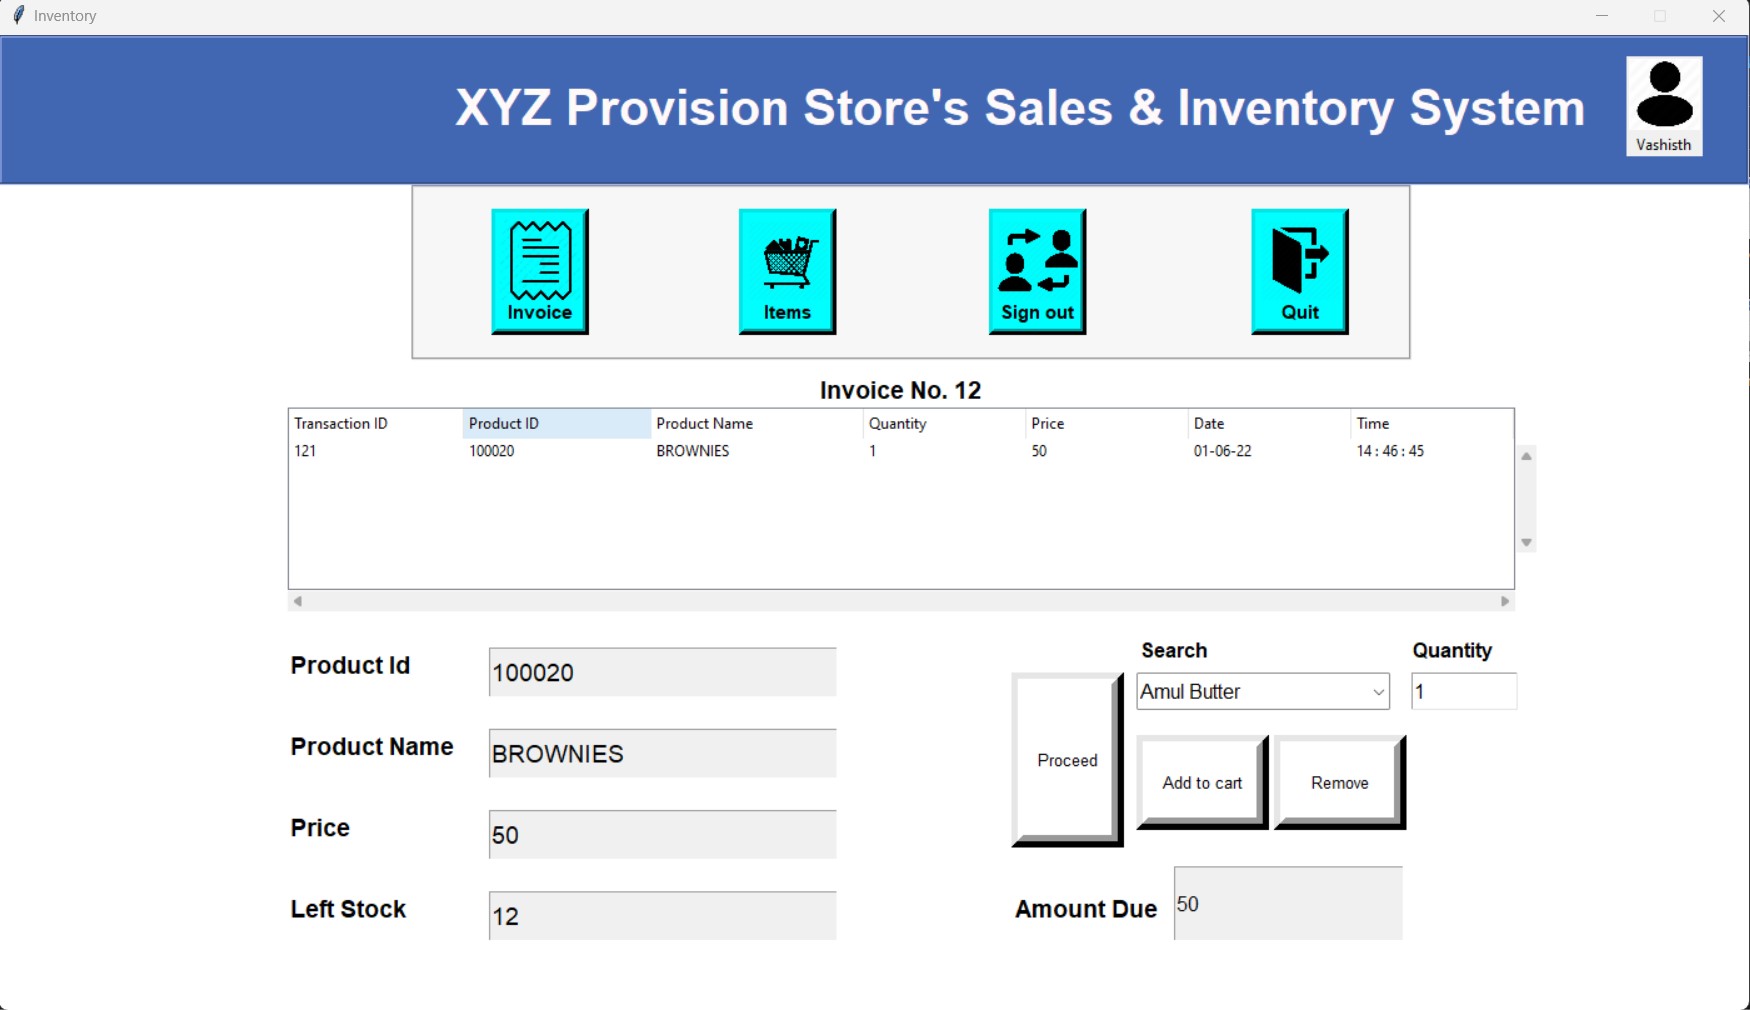 Inventory
XYZ Provision Store's Sales & Inventory System
Vashisth
Invoice Items Sign out Quit
Invoice No. 12
Transaction ID Product ID Product Name Quantity Price Date Time
121 100020 BROWNIES 1 50 01-06-22 14 : 46 : 45
Product Id 100020
Product Name BROWNIES
Price 50
Left Stock 12
Search Quantity
Amul Butter 1
Proceed Add to cart Remove
Amount Due 50